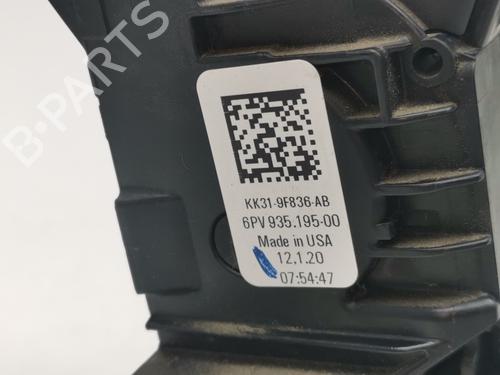 B-PARTS
KK31-9F836-AB
6PV 935.195-00
Made in USA
12.1.20
07:54:47